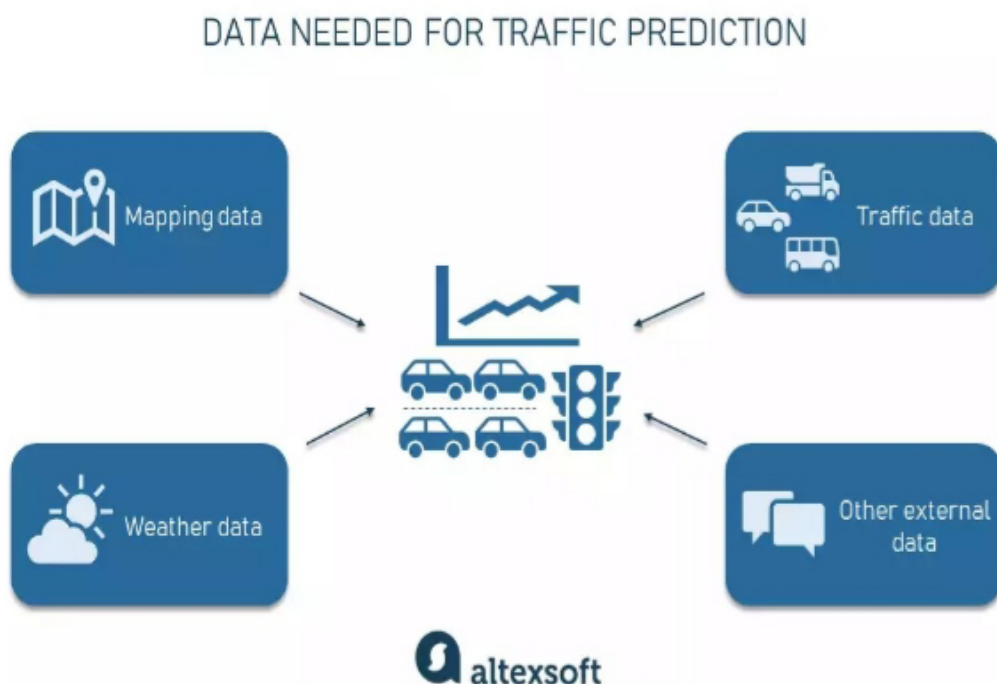 DATA NEEDED FOR TRAFFIC PREDICTION
Mapping data
Traffic data
Weather data
Other external
data
altexsoft